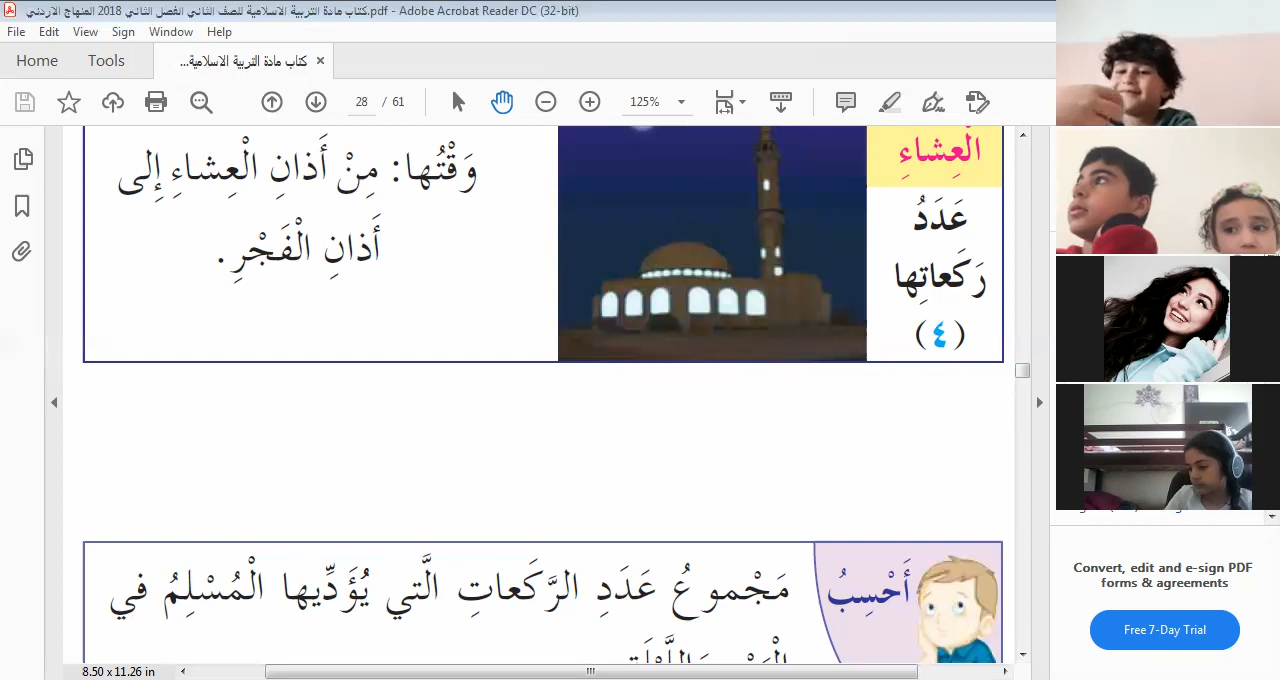 كتاب مادة التربية الاسلامية للصف الثاني الفصل الثاني 2018 المنهاج الاردني.pdf - Adobe Acrobat Reader DC (32-bit)
File Edit View Sign Window Help
Home Tools كتاب مادة التربية الاسلامية... ×
28 / 61 125%
الْعِشاءِ
عَدَدُ
رَكَعاتِها
(٤)
وَقْتُها: مِنْ أَذانِ الْعِشاءِ إِلى
أَذانِ الْفَجْرِ .
أَحْسِبُ
مَجْموعُ عَدَدِ الرَّكَعاتِ الَّتي يُؤَدِّيها الْمُسْلِمُ في
8.50 x 11.26 in
Convert, edit and e-sign PDF
forms & agreements
Free 7-Day Trial